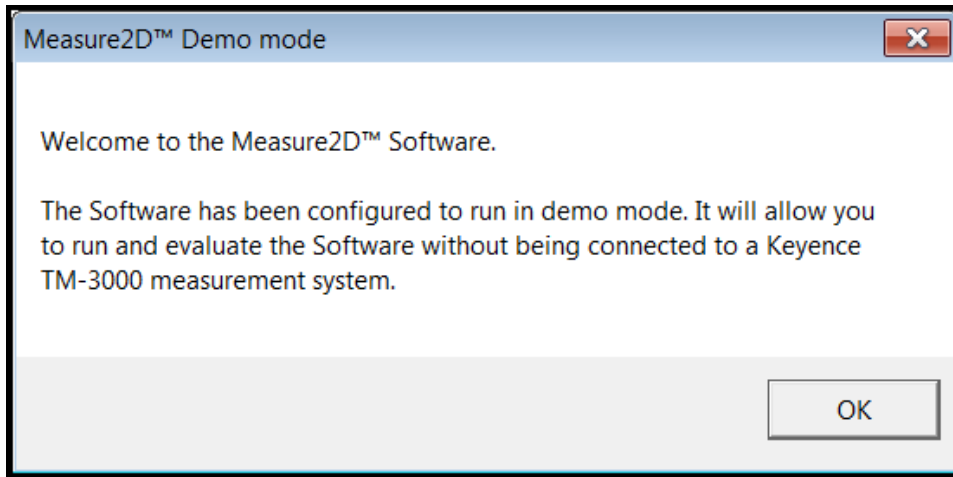 Measure2D™ Demo mode
Welcome to the Measure2D™ Software.
The Software has been configured to run in demo mode. It will allow you
to run and evaluate the Software without being connected to a Keyence
TM-3000 measurement system.
OK